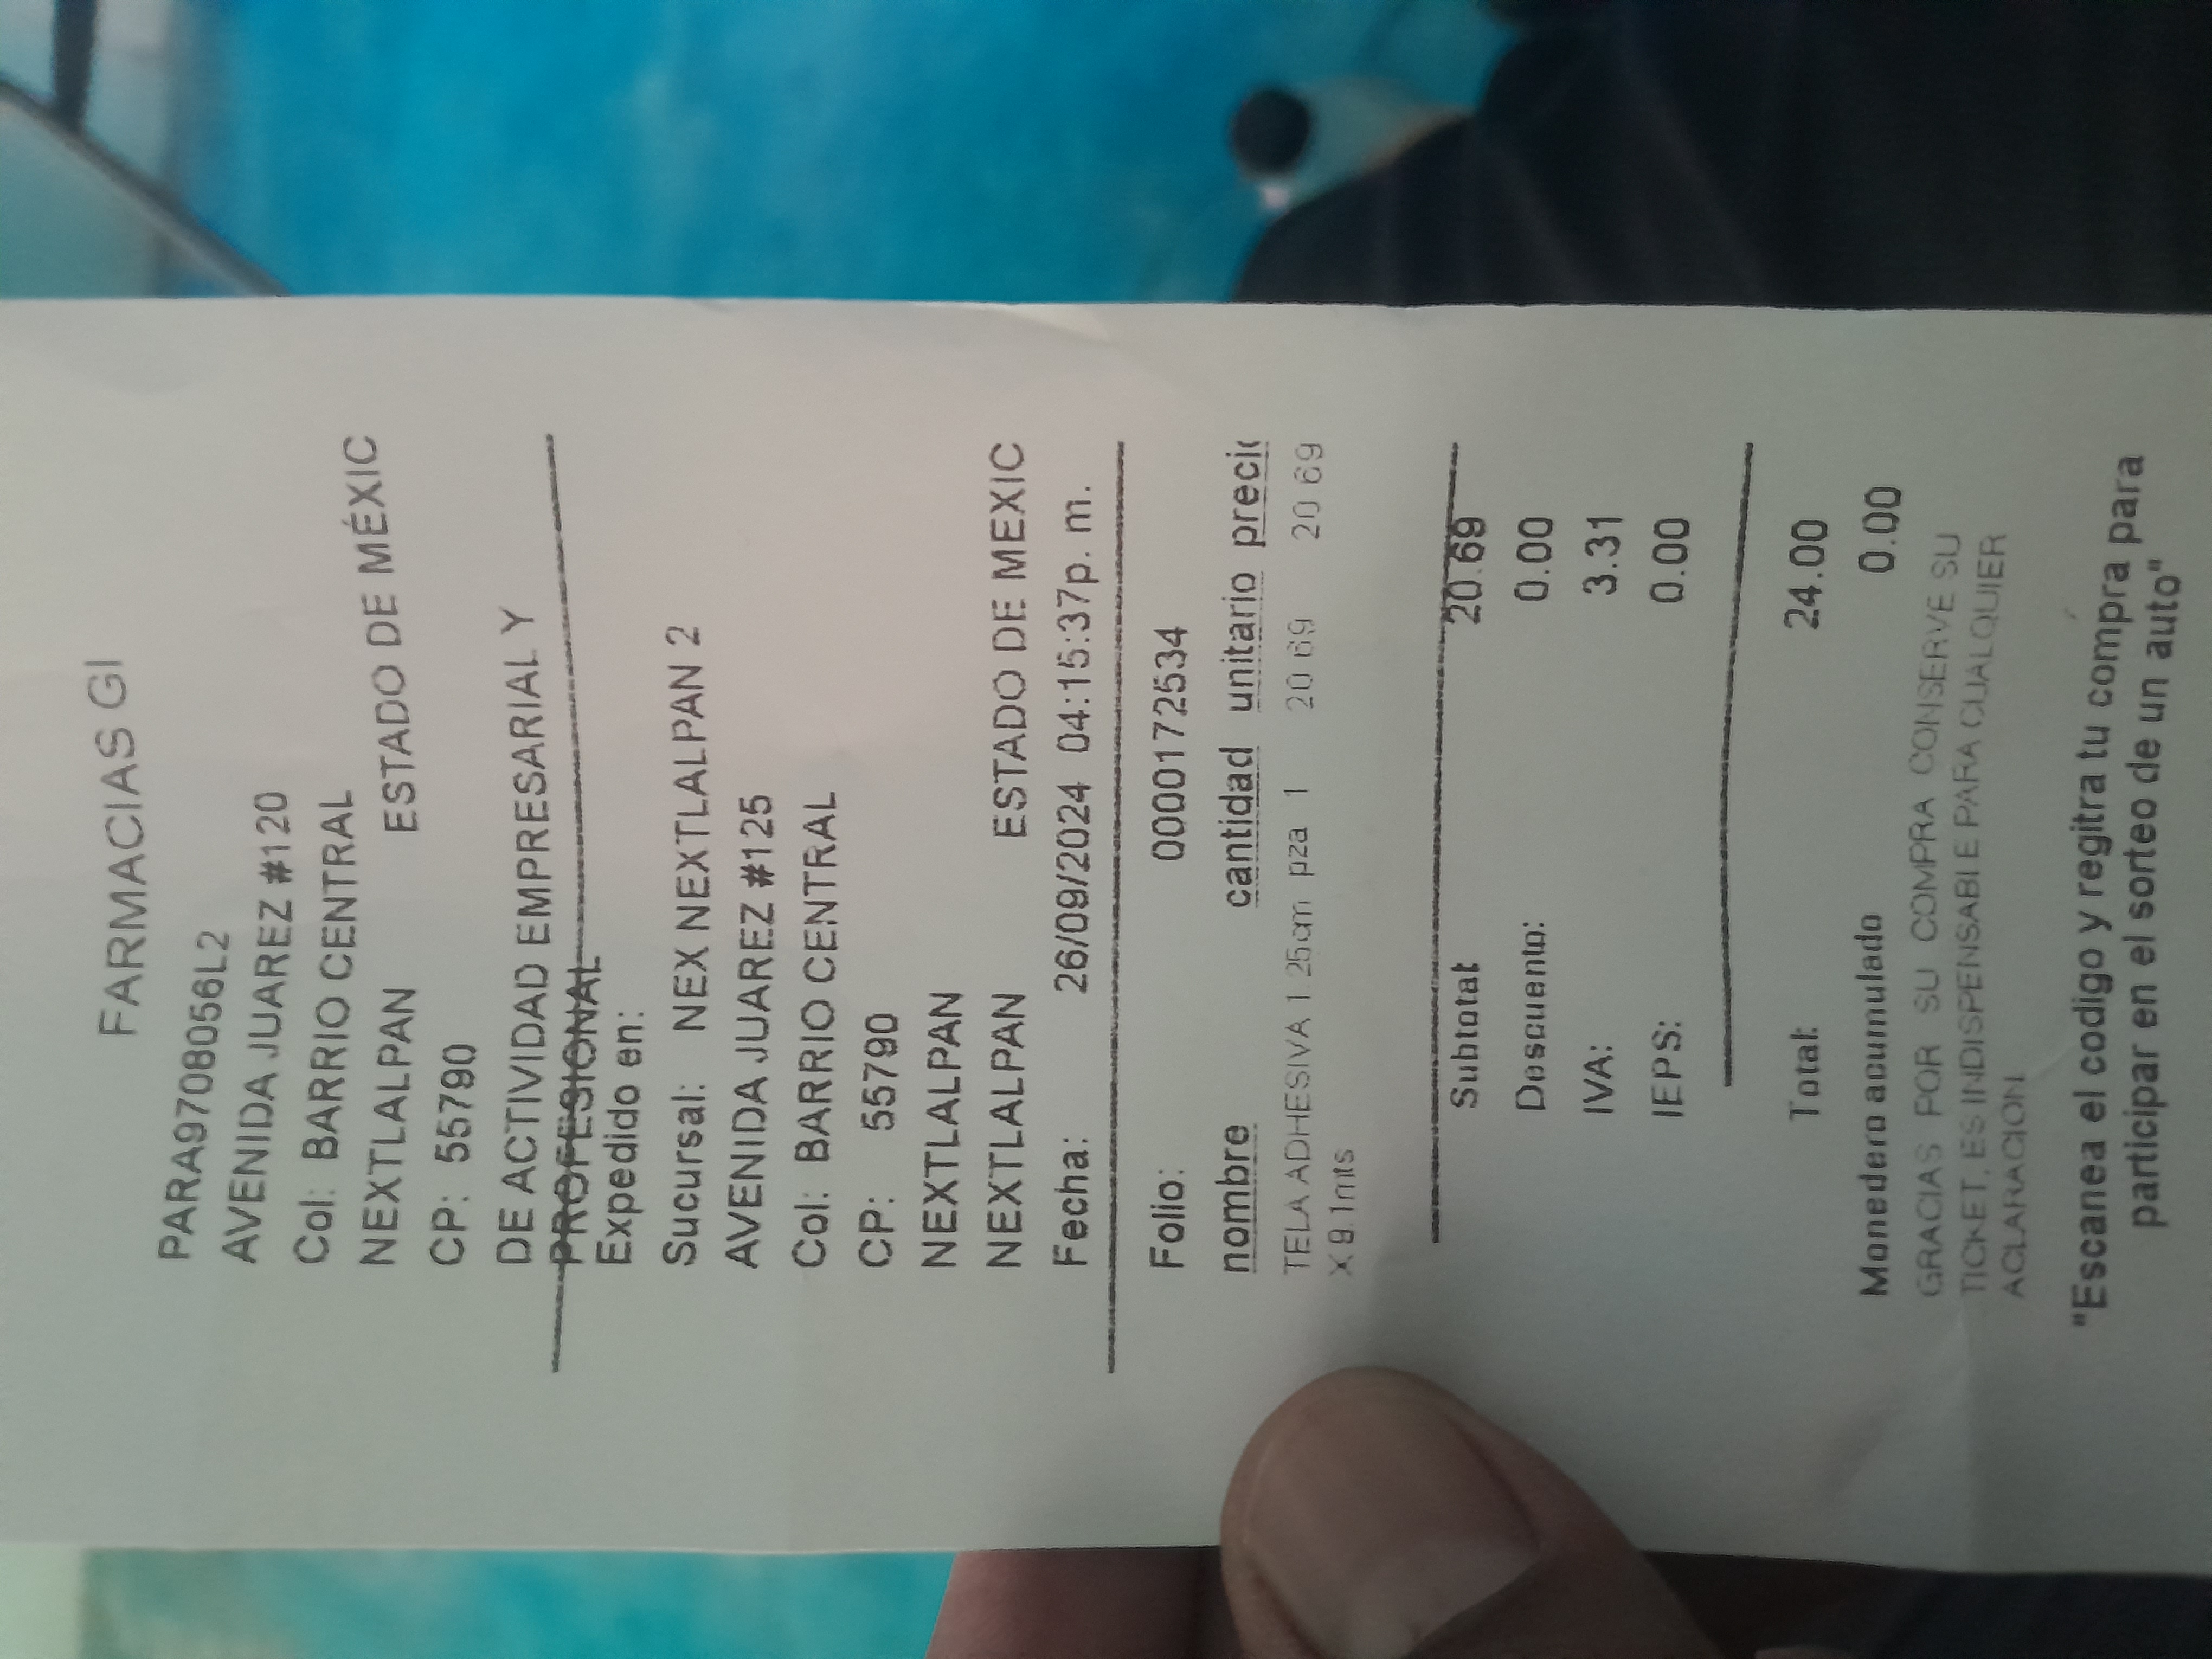 FARMACIAS GI
PARA9708056L2
AVENIDA JUAREZ #120
Col: BARRIO CENTRAL
NEXTLALPAN ESTADO DE MÉXIC
CP: 55790
DE ACTIVIDAD EMPRESARIAL Y
PROFESIONAL
Expedido en:
Sucursal: NEX NEXTLALPAN 2
AVENIDA JUAREZ #125
Col: BARRIO CENTRAL
CP: 55790
NEXTLALPAN
NEXTLALPAN ESTADO DE MEXIC
Fecha: 26/09/2024 04:15:37p. m.
Folio: 0000172534
nombre cantidad unitario preci
TELA ADHESIVA 1.25cm pza 1 20.69 20.69
X 9.1mts
Subtotal 20.69
Descuento: 0.00
IVA: 3.31
IEPS: 0.00
Total: 24.00
Monedero acumulado 0.00
GRACIAS POR SU COMPRA CONSERVE SU
TICKET, ES INDISPENSABLE PARA CUALQUIER
ACLARACION
"Escanea el codigo y regitra tu compra para
participar en el sorteo de un auto"